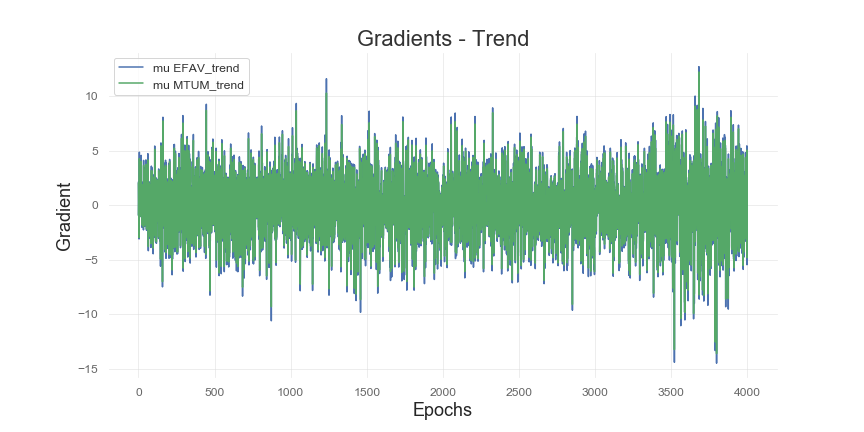 Gradients - Trend
mu EFAV_trend
mu MTUM_trend
10
5
0
−5
−10
−15
Gradient
0 500 1000 1500 2000 2500 3000 3500 4000
Epochs